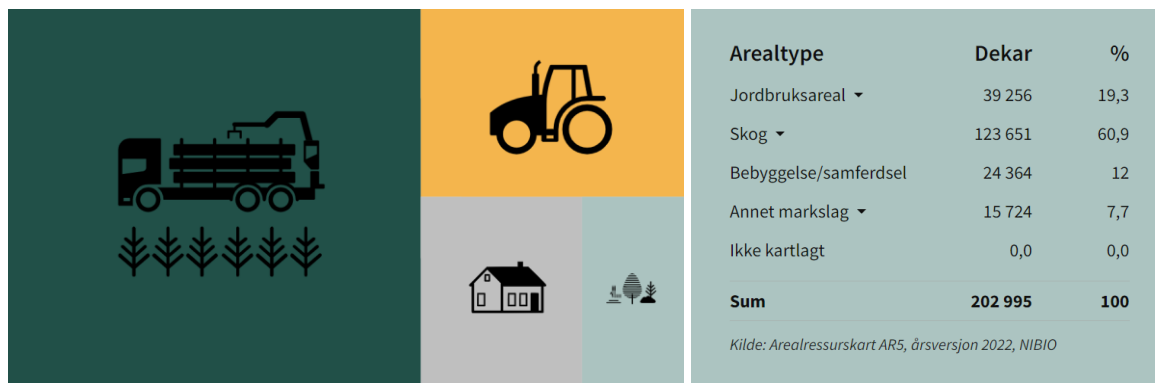 Arealtype Dekar %
Jordbruksareal 39 256 19,3
Skog 123 651 60,9
Bebyggelse/samferdsel 24 364 12
Annet markslag 15 724 7,7
Ikke kartlagt 0,0 0,0
Sum 202 995 100
Kilde: Arealressurskart AR5, årsversjon 2022, NIBIO